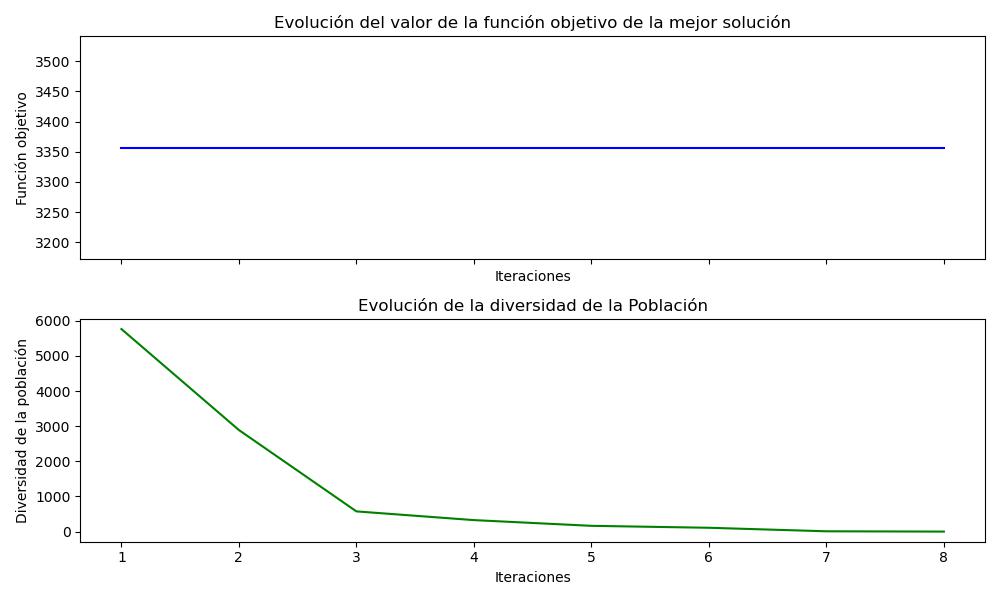 Evolución del valor de la función objetivo de la mejor solución
Función objetivo
3500
3450
3400
3350
3300
3250
3200
Iteraciones
Evolución de la diversidad de la Población
Diversidad de la población
6000
5000
4000
3000
2000
1000
0
1 2 3 4 5 6 7 8
Iteraciones